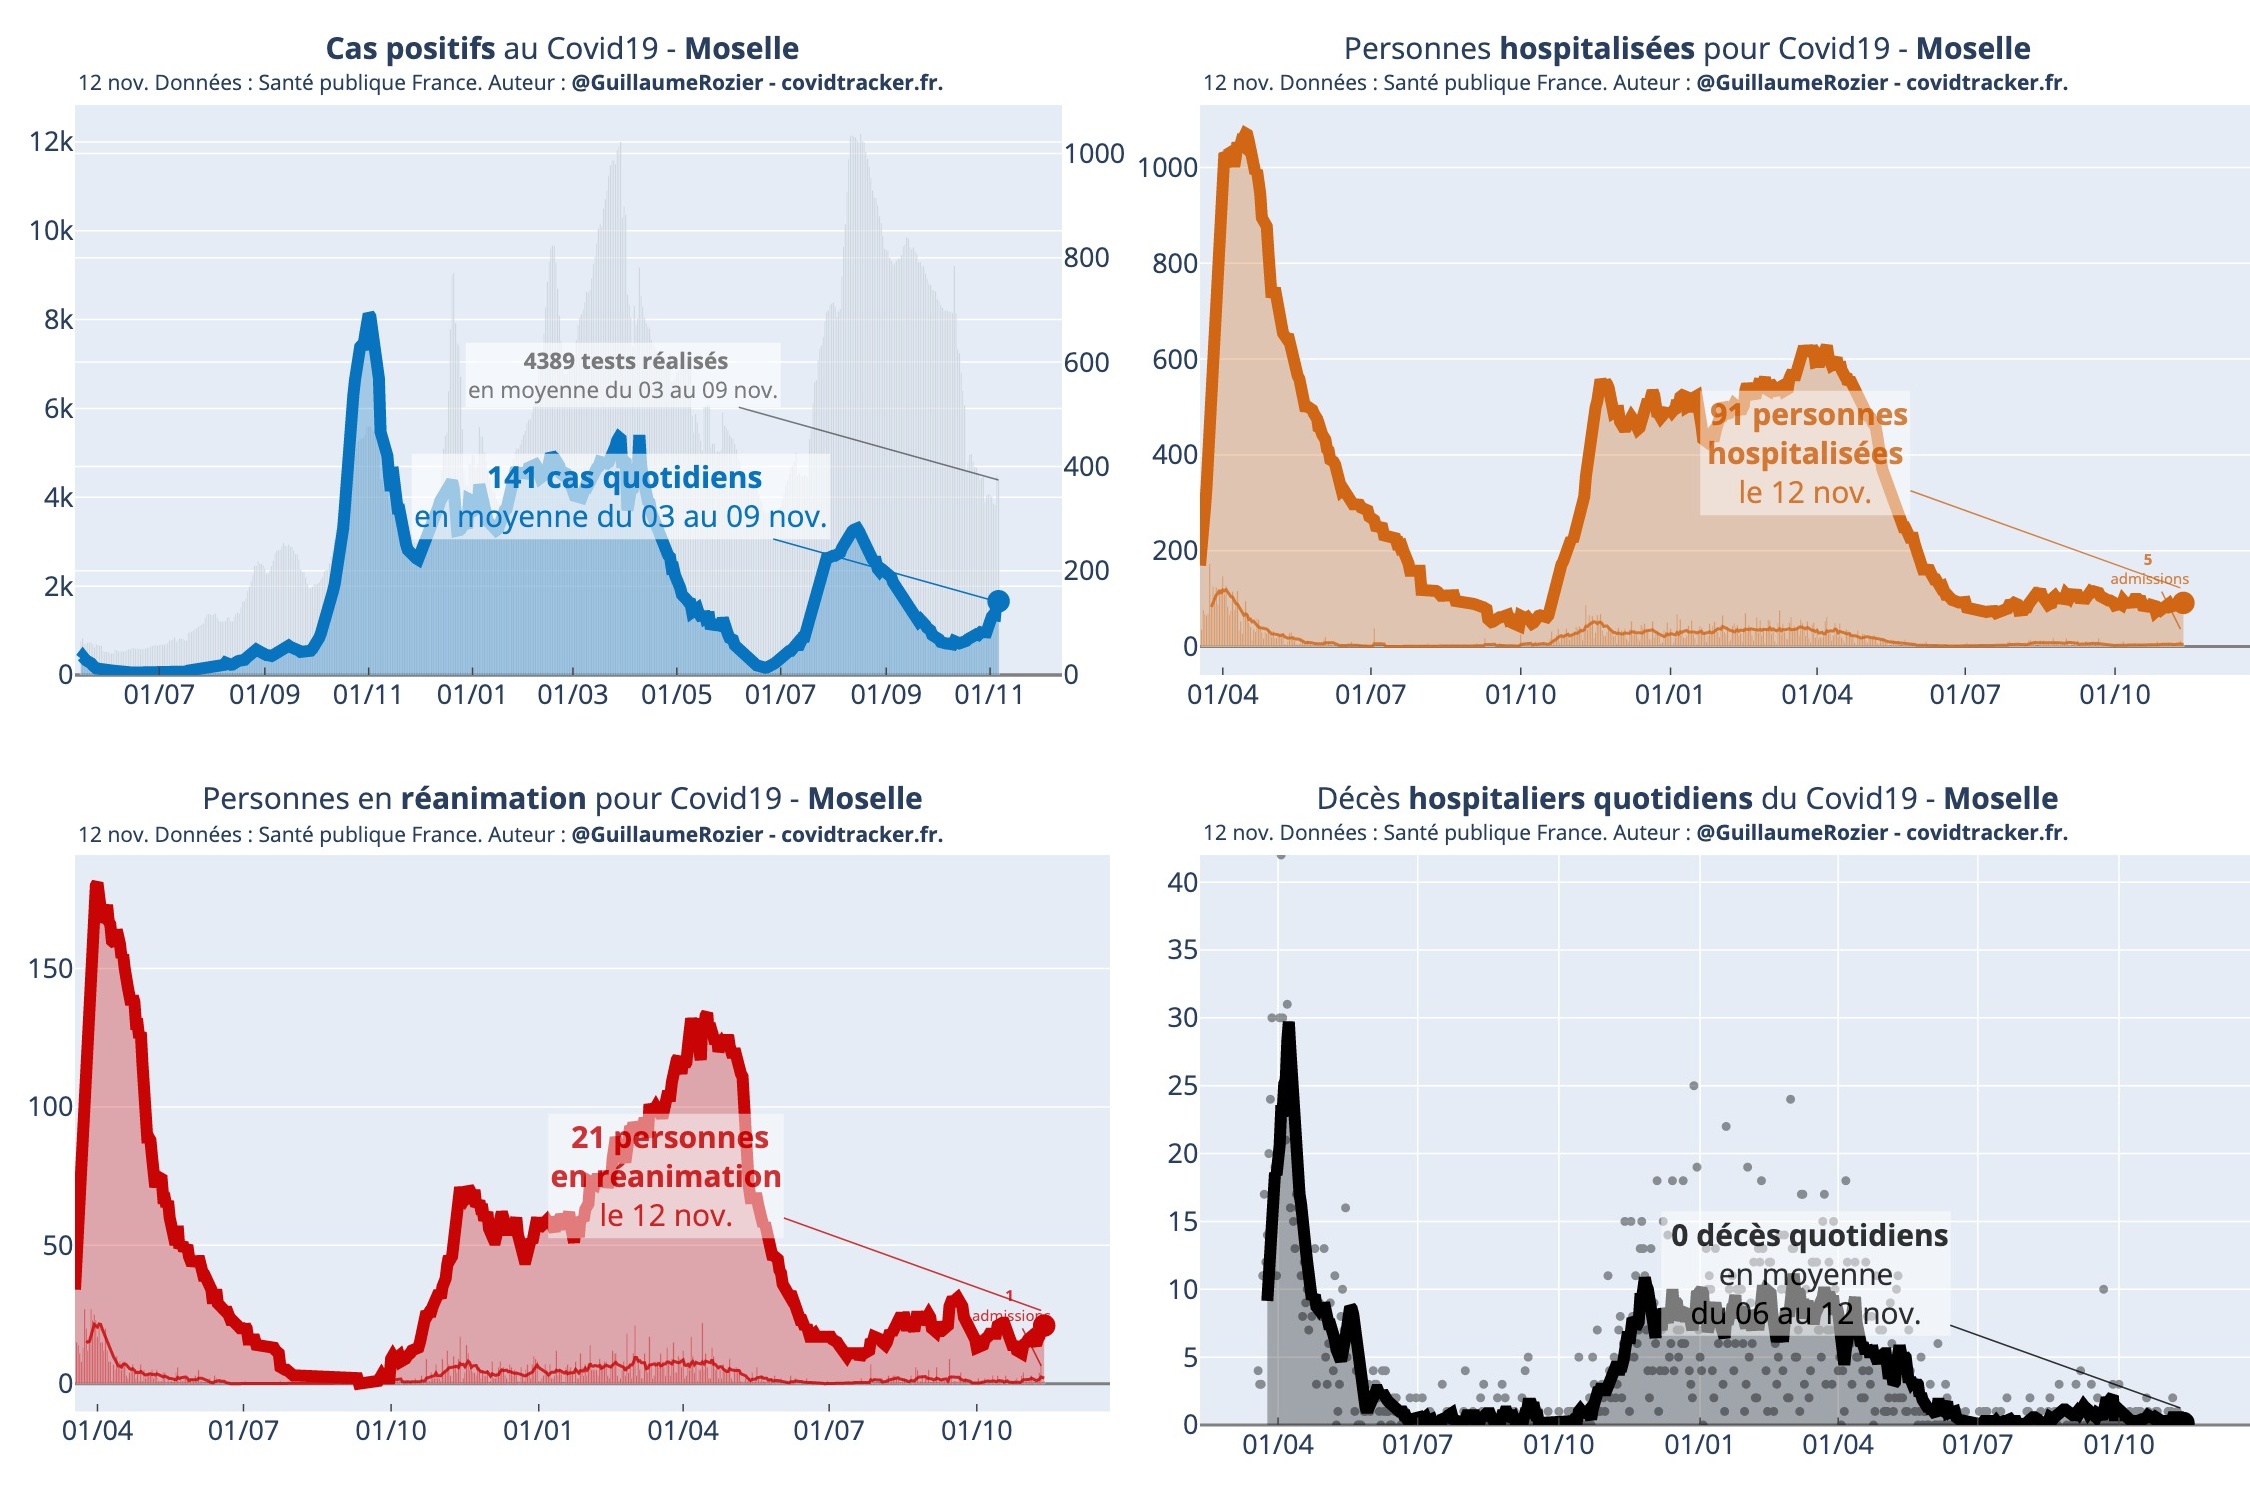 Cas positifs au Covid19 - Moselle
12 nov. Données : Santé publique France. Auteur : @GuillaumeRozier - covidtracker.fr.
12k
10k
8k
6k
4k
2k
0
1000
800
600
400
200
0
4389 tests réalisés
en moyenne du 03 au 09 nov.
141 cas quotidiens
en moyenne du 03 au 09 nov.
01/07 01/09 01/11 01/01 01/03 01/05 01/07 01/09 01/11
Personnes hospitalisées pour Covid19 - Moselle
12 nov. Données : Santé publique France. Auteur : @GuillaumeRozier - covidtracker.fr.
1000
800
600
400
200
0
91 personnes
hospitalisées
le 12 nov.
5
admissions
01/04 01/07 01/10 01/01 01/04 01/07 01/10
Personnes en réanimation pour Covid19 - Moselle
12 nov. Données : Santé publique France. Auteur : @GuillaumeRozier - covidtracker.fr.
150
100
50
0
21 personnes
en réanimation
le 12 nov.
1
admissions
01/04 01/07 01/10 01/01 01/04 01/07 01/10
Décès hospitaliers quotidiens du Covid19 - Moselle
12 nov. Données : Santé publique France. Auteur : @GuillaumeRozier - covidtracker.fr.
40
35
30
25
20
15
10
5
0
0 décès quotidiens
en moyenne
du 06 au 12 nov.
01/04 01/07 01/10 01/01 01/04 01/07 01/10